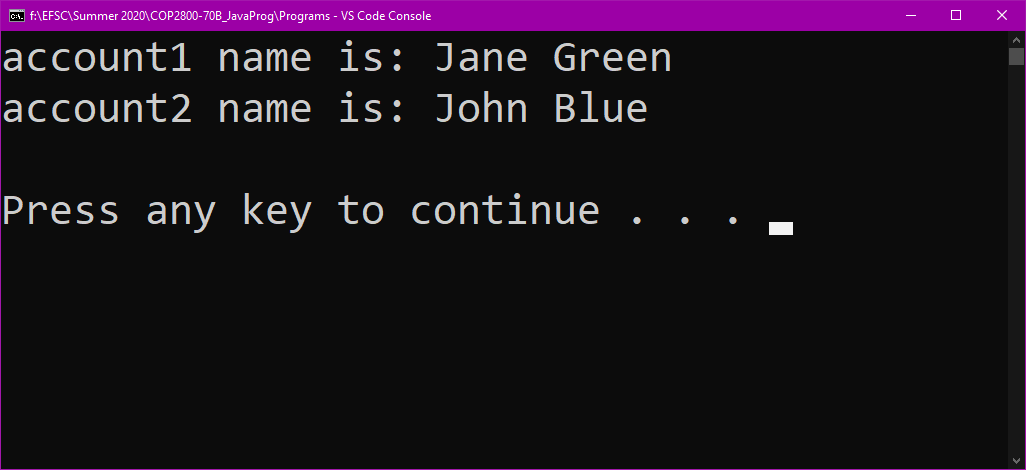 f:\EFSC\Summer 2020\COP2800-70B_JavaProg\Programs - VS Code Console
account1 name is: Jane Green
account2 name is: John Blue
Press any key to continue . . .